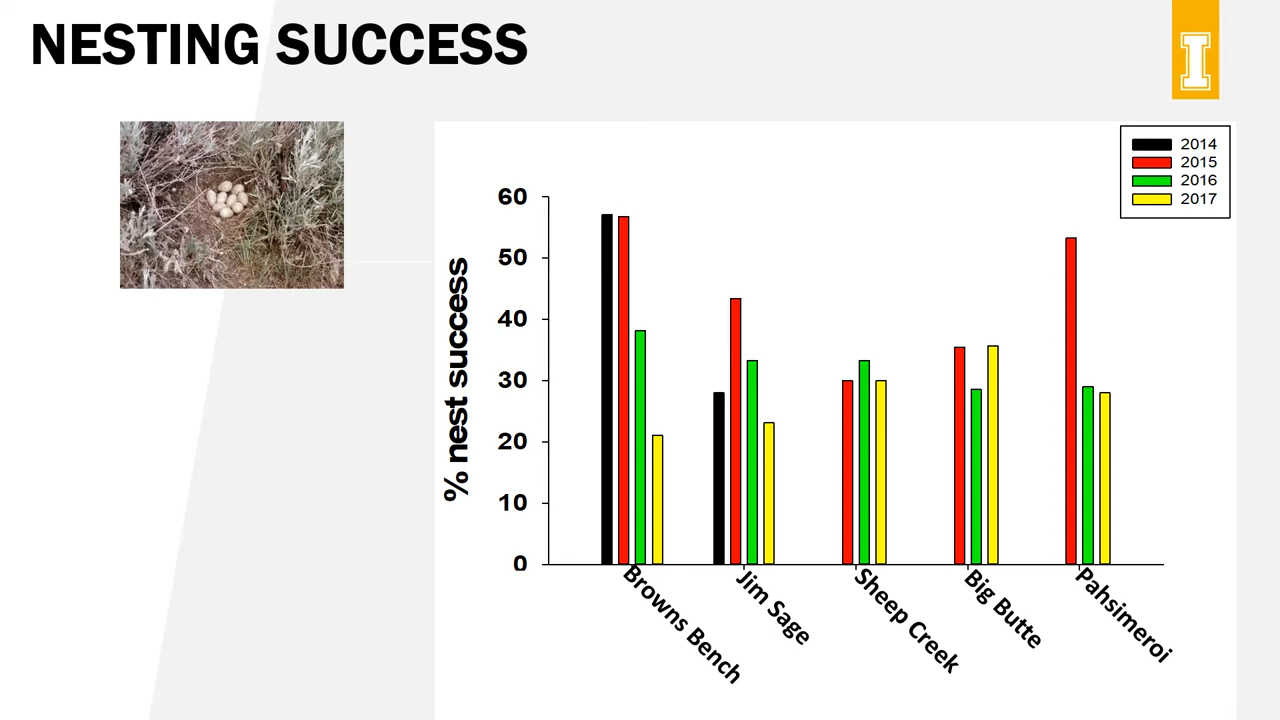 NESTING SUCCESS
I
2014
2015
2016
2017
% nest success
60
50
40
30
20
10
0
Browns Bench
Jim Sage
Sheep Creek
Big Butte
Pahsimeroi